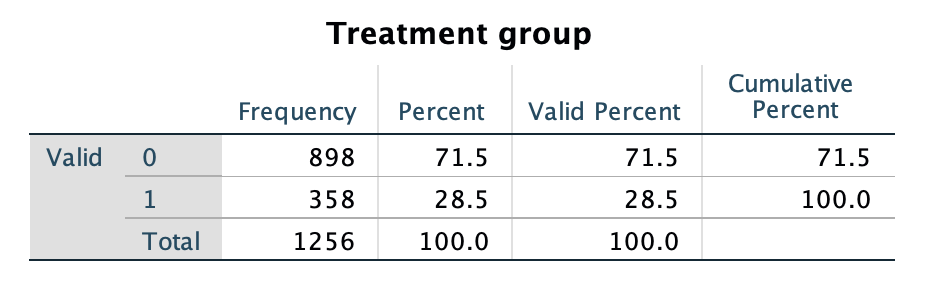 Treatment group
Frequency Percent Valid Percent Cumulative Percent
Valid 0 898 71.5 71.5 71.5
1 358 28.5 28.5 100.0
Total 1256 100.0 100.0